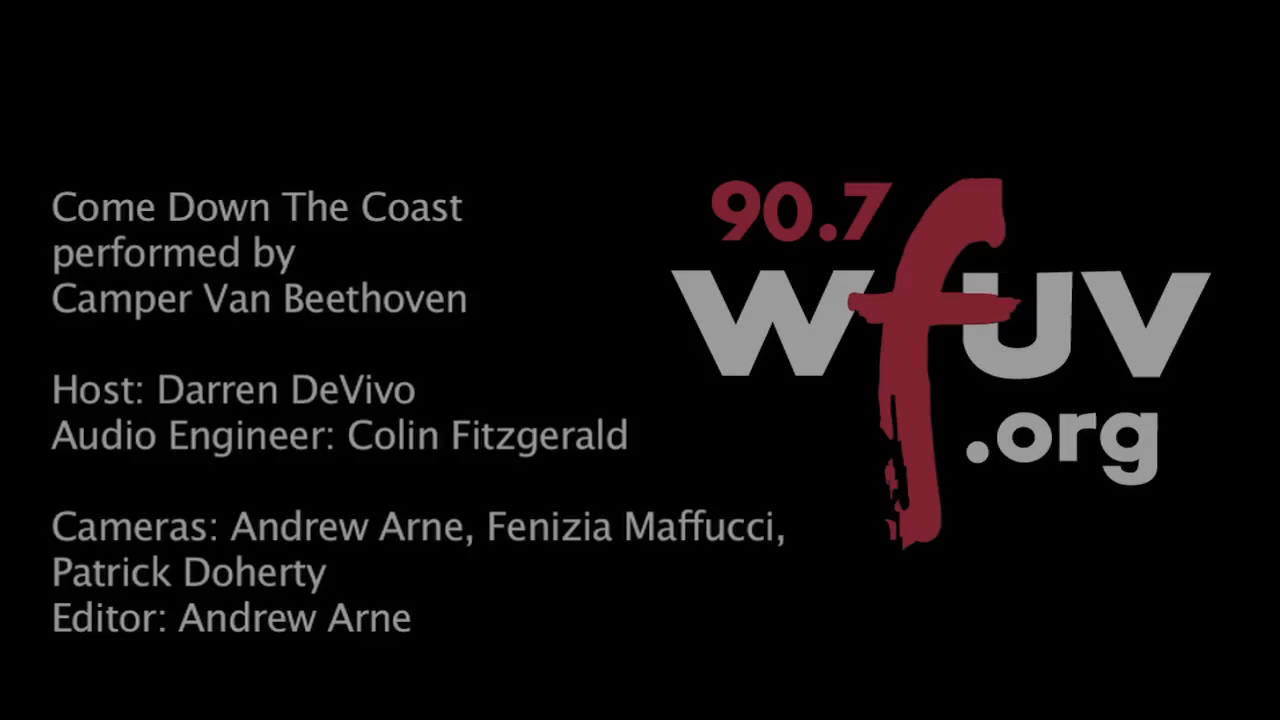 Come Down The Coast
performed by
Camper Van Beethoven
Host: Darren DeVivo
Audio Engineer: Colin Fitzgerald
Cameras: Andrew Arne, Fenizia Maffucci,
Patrick Doherty
Editor: Andrew Arne
90.7
wfuv
.org